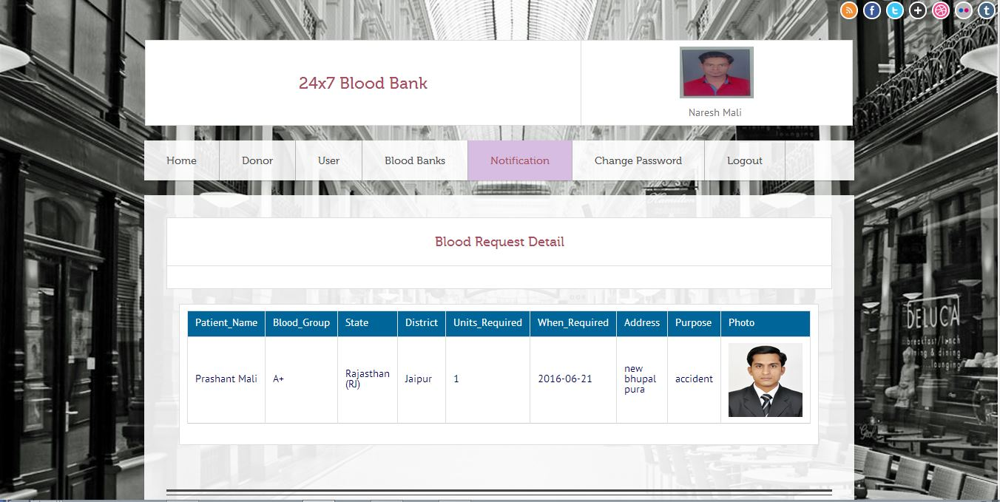 24x7 Blood Bank
Naresh Mali
Home Donor User Blood Banks Notification Change Password Logout
Hamilton
Blood Request Detail
Patient_Name Blood_Group State District Units_Required When_Required Address Purpose Photo
Prashant Mali A+ Rajasthan (RJ) Jaipur 1 2016-06-21 new bhupal pura accident
DELUCA
breakfast/lunch
wining & dining
...lounging